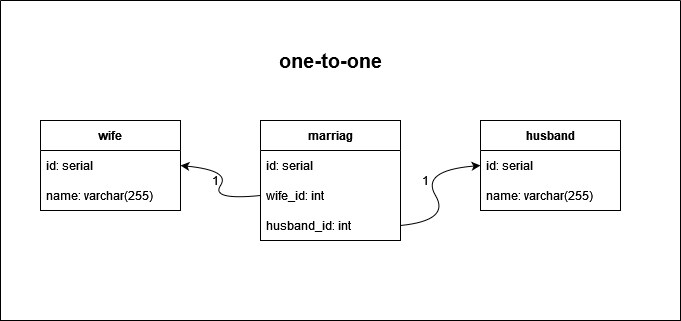 one-to-one
wife
id: serial
name: varchar(255)
marriag
id: serial
wife_id: int
husband_id: int
husband
id: serial
name: varchar(255)
1
1